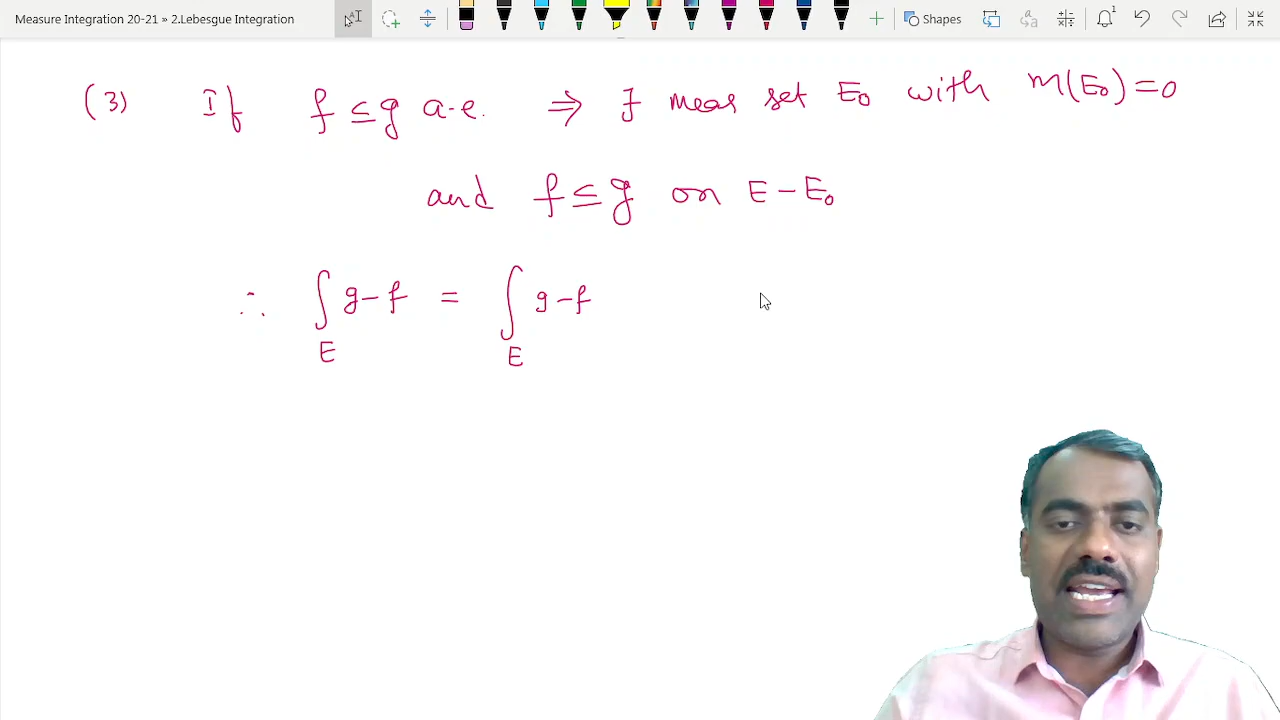 Measure Integration 20-21 » 2.Lebesgue Integration
Shapes
(3) If f ≤ g a.e. ⇒ ∃ meas set E₀ with m(E₀)=0
and f ≤ g on E – E₀
∴ ∫_E g–f = ∫_E g–f